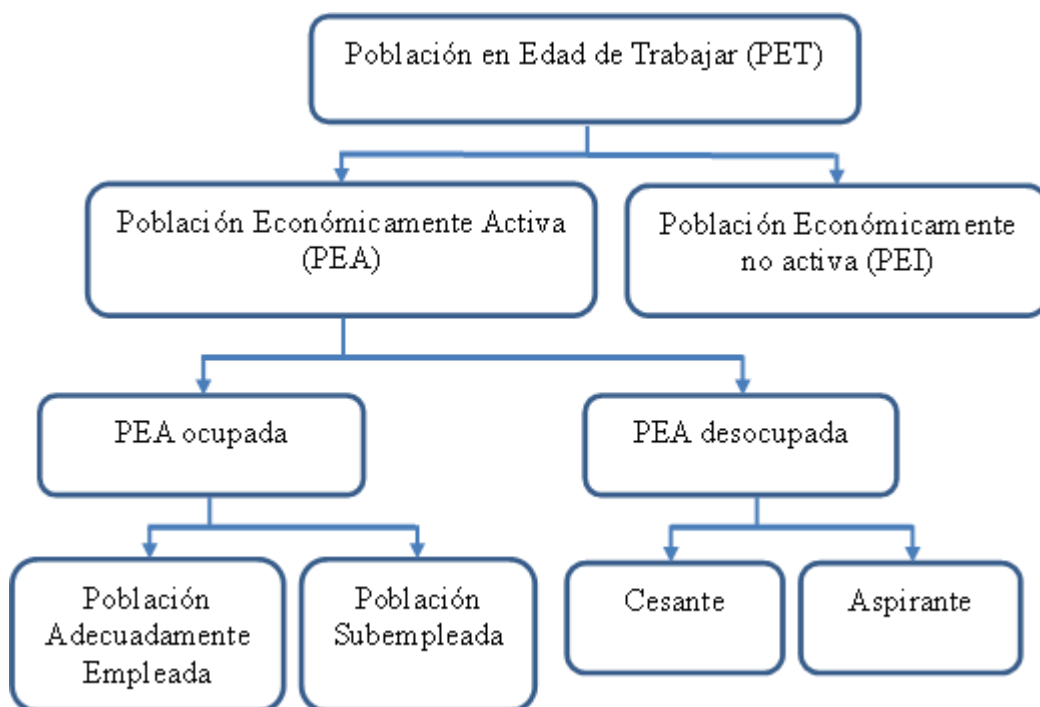 Población en Edad de Trabajar (PET)
Población Económicamente Activa
(PEA)
Población Económicamente
no activa (PEI)
PEA ocupada
PEA desocupada
Población
Adecuadamente
Empleada
Población
Subempleada
Cesante
Aspirante